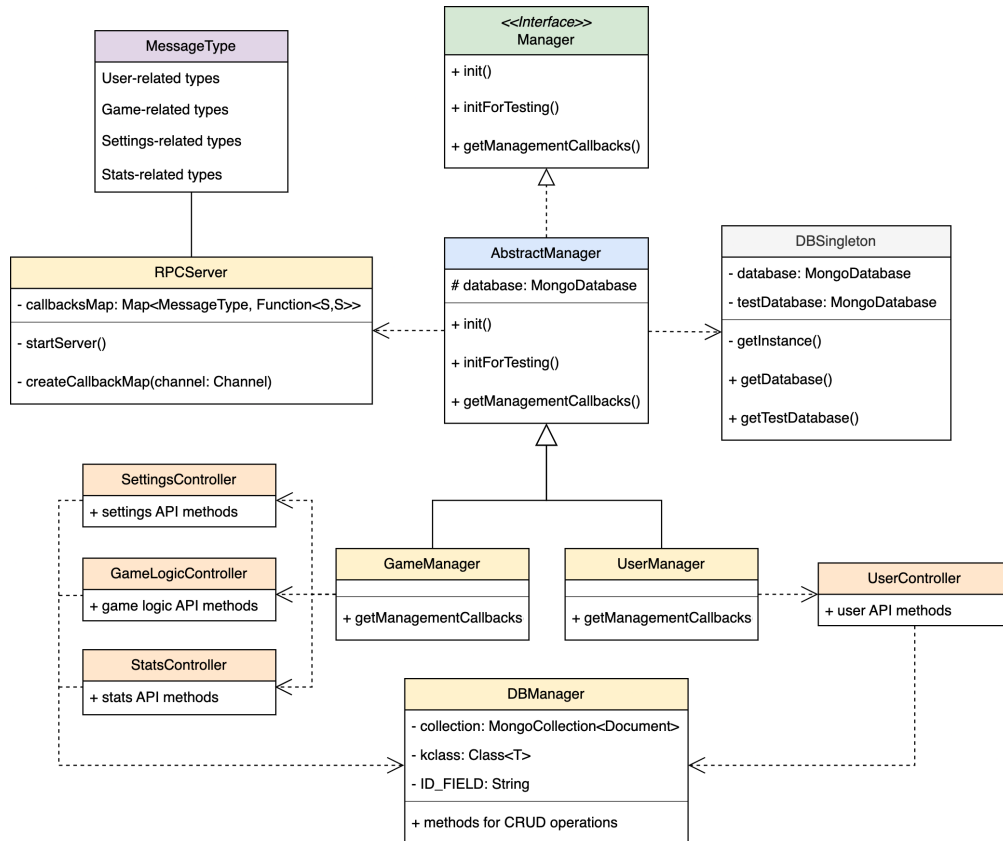 <<Interface>>
Manager
+ init()
+ initForTesting()
+ getManagementCallbacks()
MessageType
User-related types
Game-related types
Settings-related types
Stats-related types
AbstractManager
# database: MongoDatabase
+ init()
+ initForTesting()
+ getManagementCallbacks()
DBSingleton
- database: MongoDatabase
- testDatabase: MongoDatabase
- getInstance()
+ getDatabase()
+ getTestDatabase()
RPCServer
- callbacksMap: Map<MessageType, Function<S,S>>
- startServer()
- createCallbackMap(channel: Channel)
SettingsController
+ settings API methods
GameLogicController
+ game logic API methods
StatsController
+ stats API methods
GameManager
+ getManagementCallbacks
UserManager
+ getManagementCallbacks
UserController
+ user API methods
DBManager
- collection: MongoCollection<Document>
- kclass: Class<T>
- ID_FIELD: String
+ methods for CRUD operations